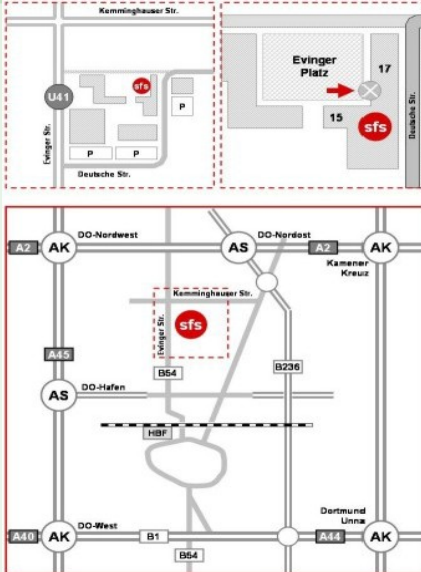 Kemminghauser Str.
U41
sfs
P
P
P
Evinger Str.
Deutsche Str.
Evinger
Platz
17
15
sfs
Deutsche Str.
DO-Nordwest
DO-Nordost
A2
AK
AS
A2
AK
Kamener
Kreuz
Kemminghauser Str.
Evinger Str.
sfs
A45
B54
B236
AS
DO-Hafen
HBF
Dortmund
Unna
A40
AK
DO-West
B1
A44
AK
B54